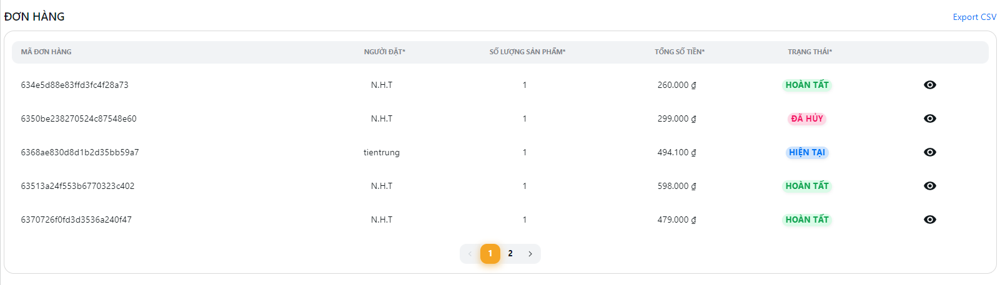 ĐƠN HÀNG Export CSV
MÃ ĐƠN HÀNG NGƯỜI ĐẶT* SỐ LƯỢNG SẢN PHẨM* TỔNG SỐ TIỀN* TRẠNG THÁI*
634e5d88e83ffd3fc4f28a73 N.H.T 1 260.000 ₫ HOÀN TẤT
6350be238270524c87548e60 N.H.T 1 299.000 ₫ ĐÃ HỦY
6368ae830d8d1b2d35bb59a7 tientrung 1 494.100 ₫ HIỆN TẠI
63513a24f553b6770323c402 N.H.T 1 598.000 ₫ HOÀN TẤT
6370726f0fd3d3536a240f47 N.H.T 1 479.000 ₫ HOÀN TẤT
1 2